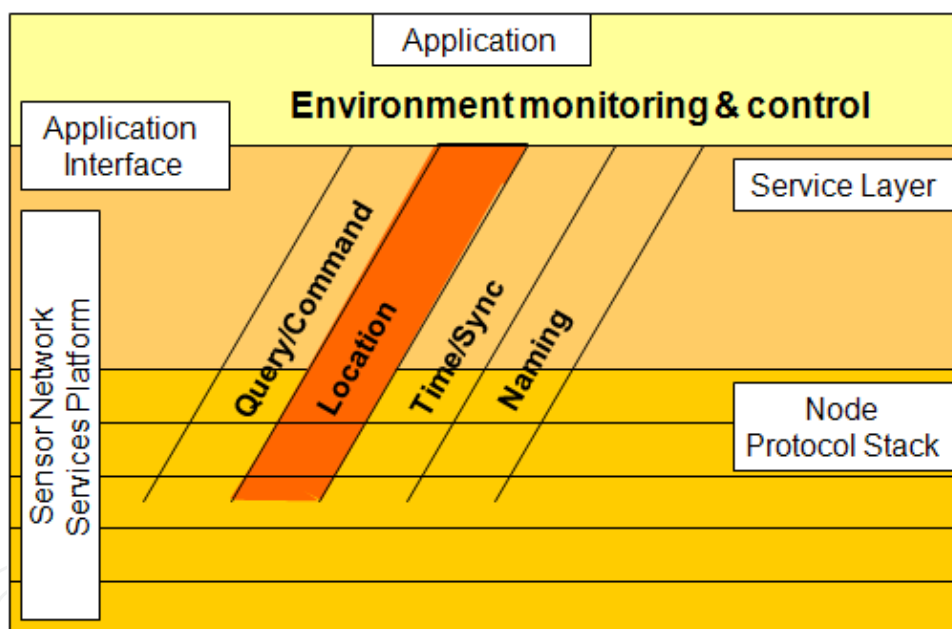 Application
Environment monitoring & control
Application
Interface
Service Layer
Query/Command
Location
Time/Sync
Naming
Sensor Network
Services Platform
Node
Protocol Stack